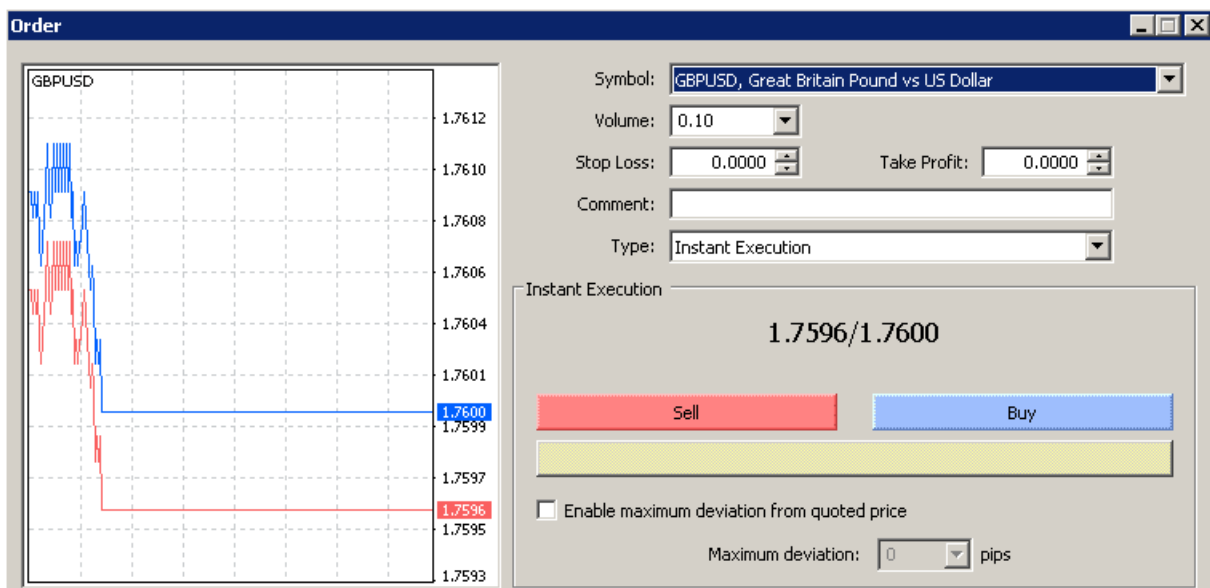 Order
GBPUSD
1.7612
1.7610
1.7608
1.7606
1.7604
1.7601
1.7600
1.7599
1.7597
1.7596
1.7595
1.7593
Symbol: GBPUSD, Great Britain Pound vs US Dollar
Volume: 0.10
Stop Loss: 0.0000 Take Profit: 0.0000
Comment:
Type: Instant Execution
Instant Execution
1.7596/1.7600
Sell Buy
Enable maximum deviation from quoted price
Maximum deviation: 0 pips